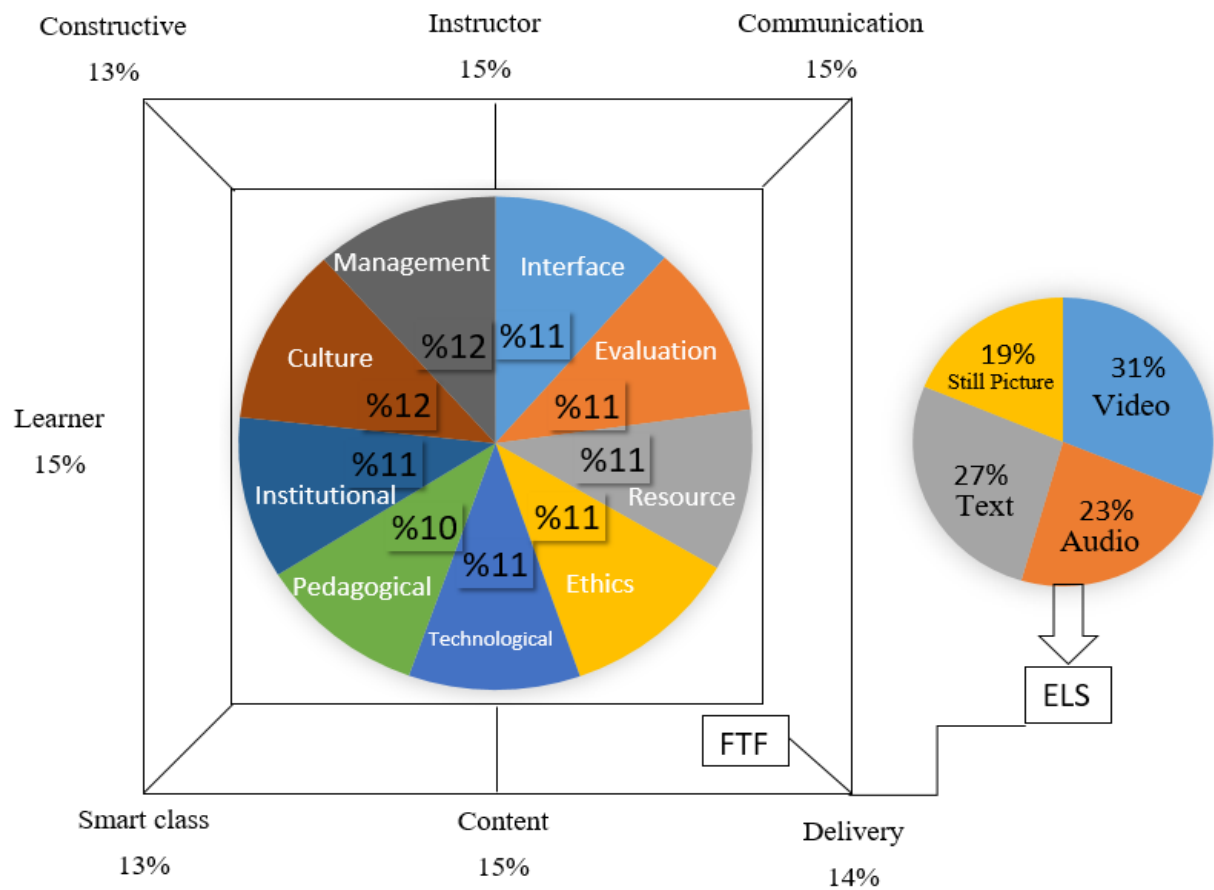 Constructive
13%
Instructor
15%
Communication
15%
Management
%12
Interface
%11
Culture
%12
Evaluation
%11
Learner
15%
Institutional
%11
Resource
%11
Pedagogical
%10
Technological
%11
Ethics
%11
19%
Still Picture
31%
Video
27%
Text
23%
Audio
ELS
FTF
Smart class
13%
Content
15%
Delivery
14%